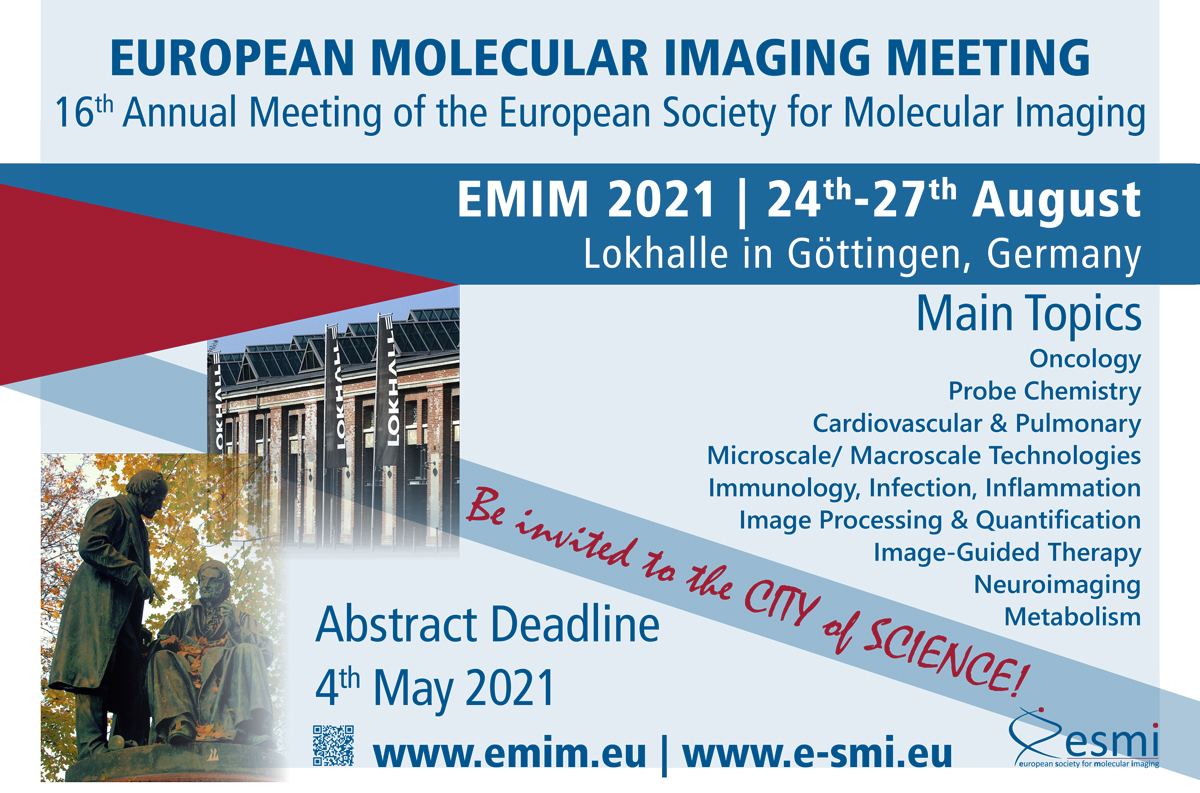 EUROPEAN MOLECULAR IMAGING MEETING
16th Annual Meeting of the European Society for Molecular Imaging
EMIM 2021 | 24th-27th August
Lokhalle in Göttingen, Germany
Main Topics
Oncology
Probe Chemistry
Cardiovascular & Pulmonary
Microscale/ Macroscale Technologies
Immunology, Infection, Inflammation
Image Processing & Quantification
Image-Guided Therapy
Neuroimaging
Metabolism
LOKHALLE
LOKHALLE
LOKHALLE
Be invited to the CITY of SCIENCE!
Abstract Deadline
4th May 2021
www.emim.eu | www.e-smi.eu
esmi
european society for molecular imaging